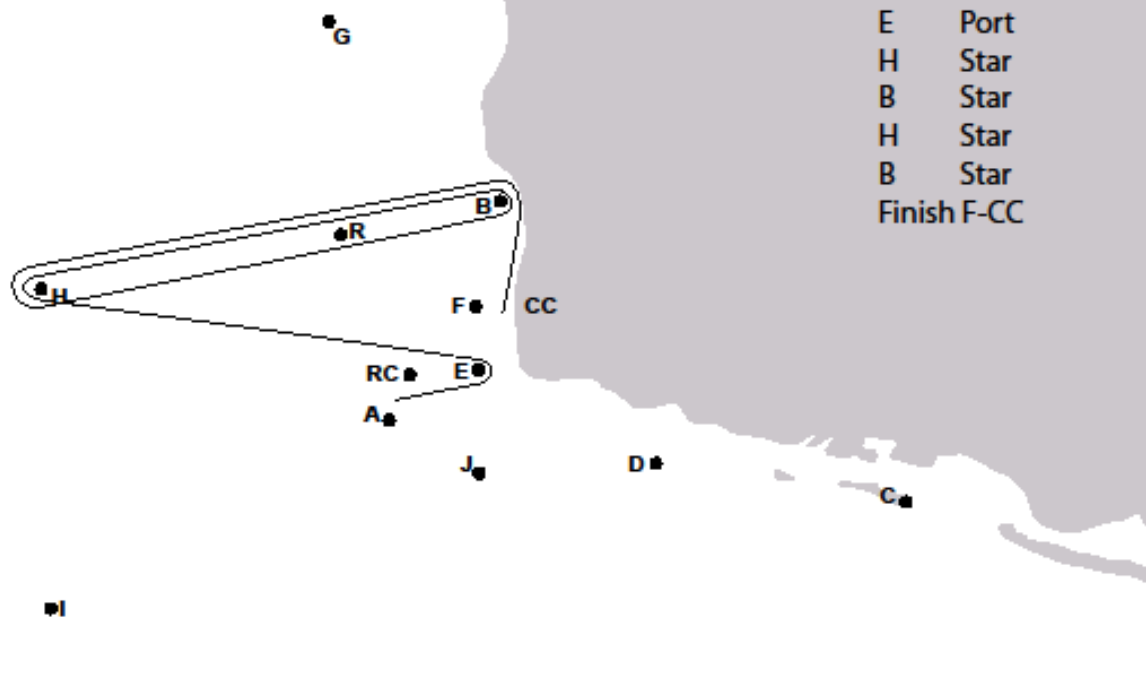 E Port
G
H Star
B Star
H Star
B Star
B
Finish F-CC
R
H
F CC
RC E
A
J D
C
I